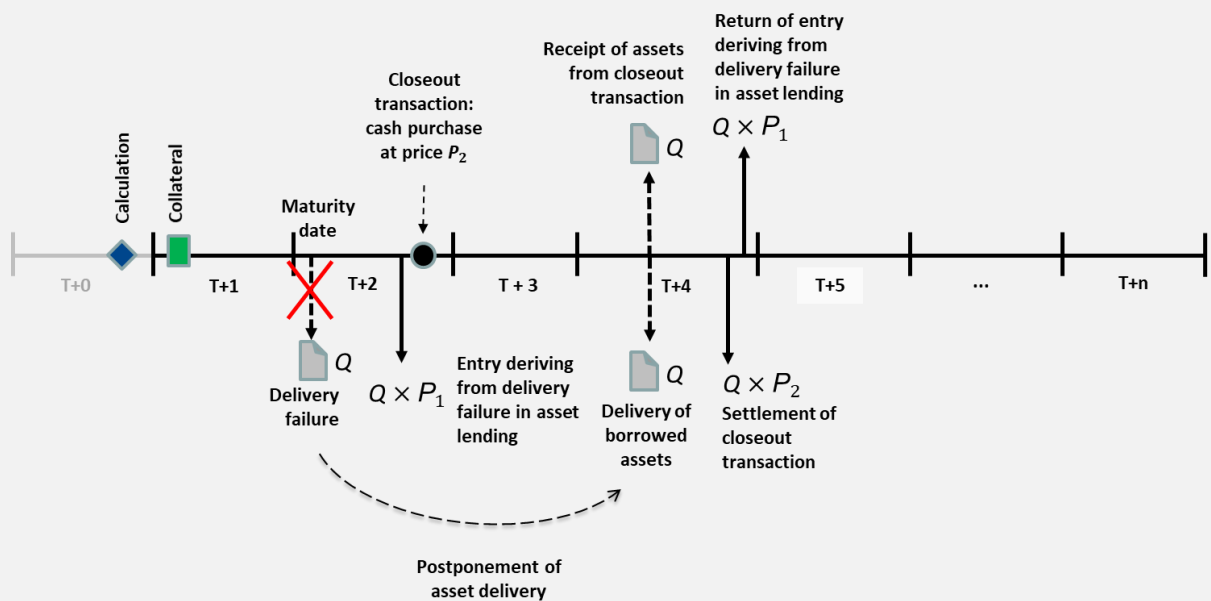 Return of entry
deriving from
delivery failure
in asset lending
Q × P₁
Receipt of assets
from closeout
transaction
Q
Closeout
transaction:
cash purchase
at price P₂
Calculation
Collateral
Maturity
date
T+0
T+1
T+2
T + 3
T+4
T+5
...
T+n
Q
Delivery
failure
Q × P₁
Entry deriving
from delivery
failure in asset
lending
Q
Delivery of
borrowed
assets
Q × P₂
Settlement of
closeout
transaction
Postponement of
asset delivery